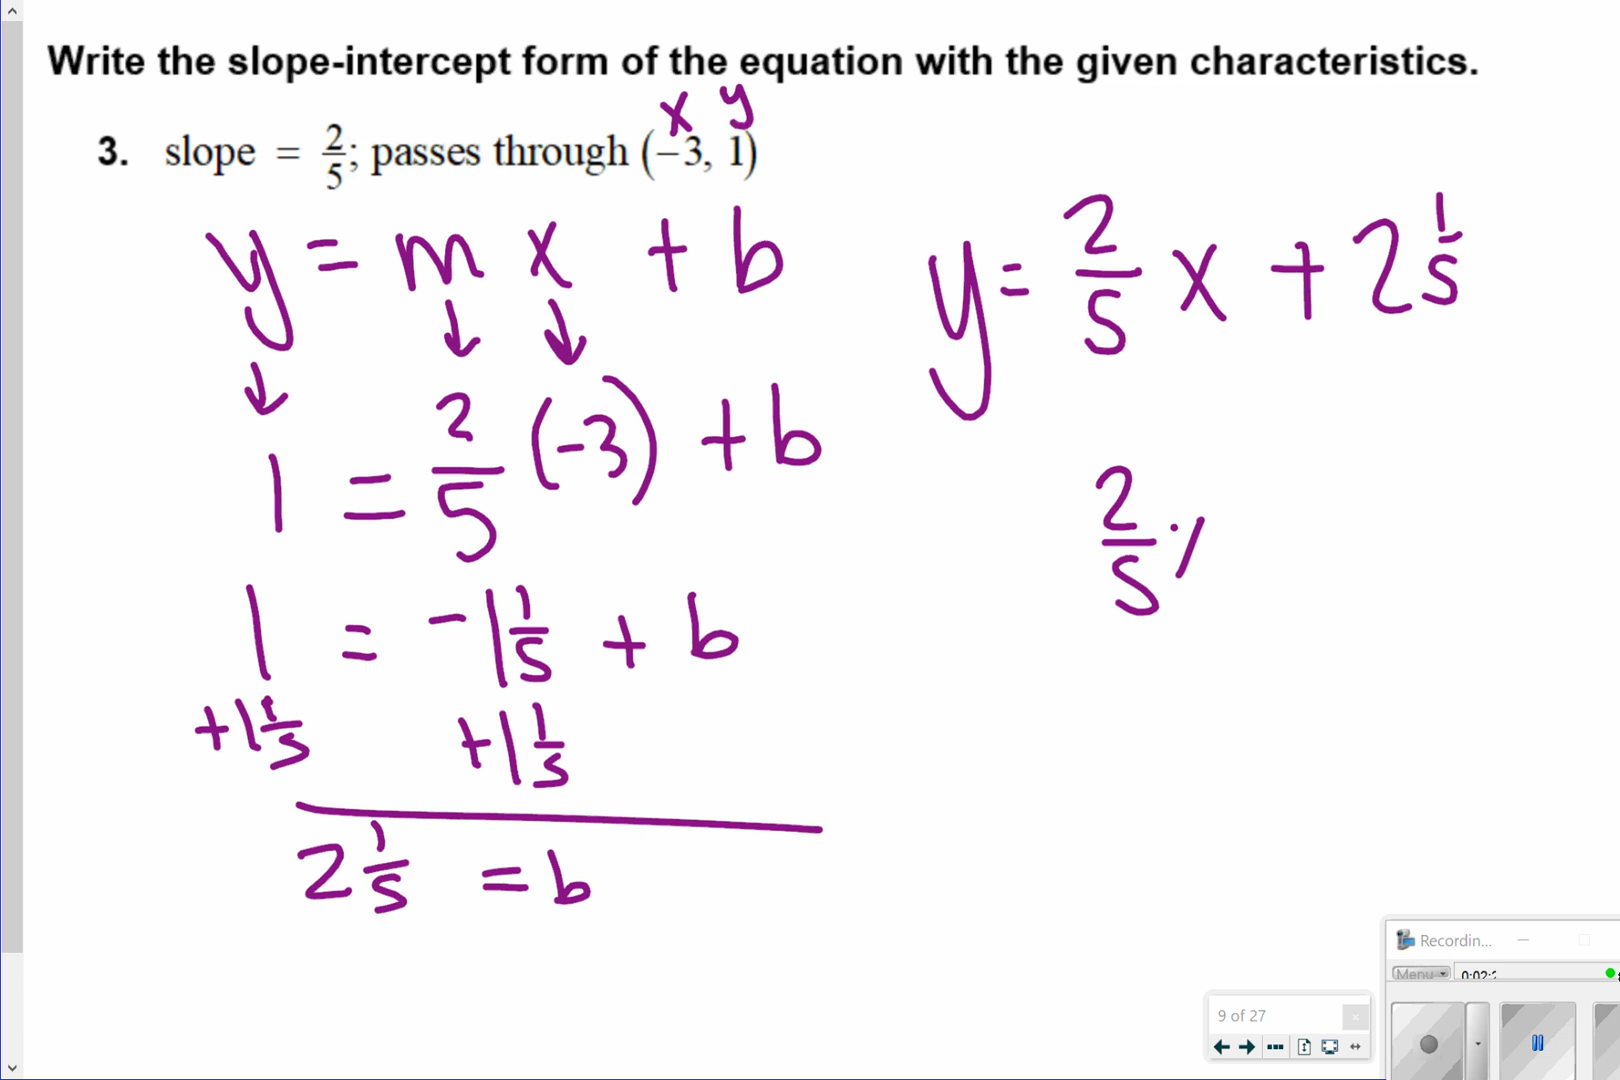 Write the slope-intercept form of the equation with the given characteristics.
x y
3. slope = 2/5; passes through (−3, 1)
y = m x + b
1 = 2/5 (-3) + b
1 = -1 1/5 + b
+1 1/5 +1 1/5
2 1/5 = b
y = 2/5 x + 2 1/5
2/5
Recordin...
Menu
0:02:
9 of 27